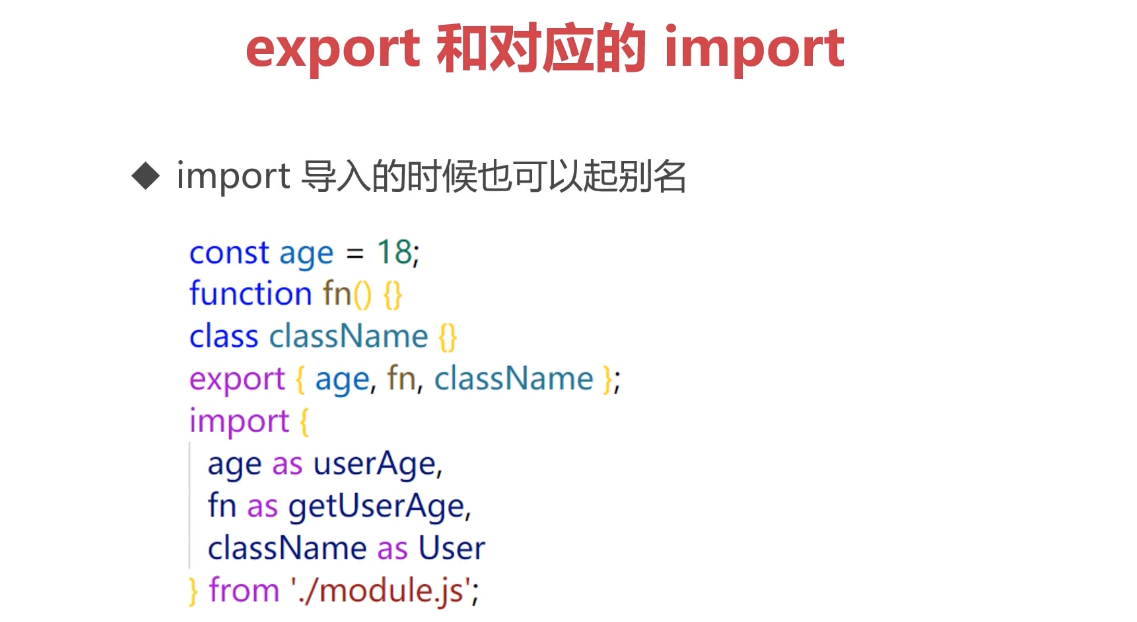 export 和对应的 import
◆ import 导入的时候也可以起别名
const age = 18;
function fn() {}
class className {}
export { age, fn, className };
import {
age as userAge,
fn as getUserAge,
className as User
} from './module.js';